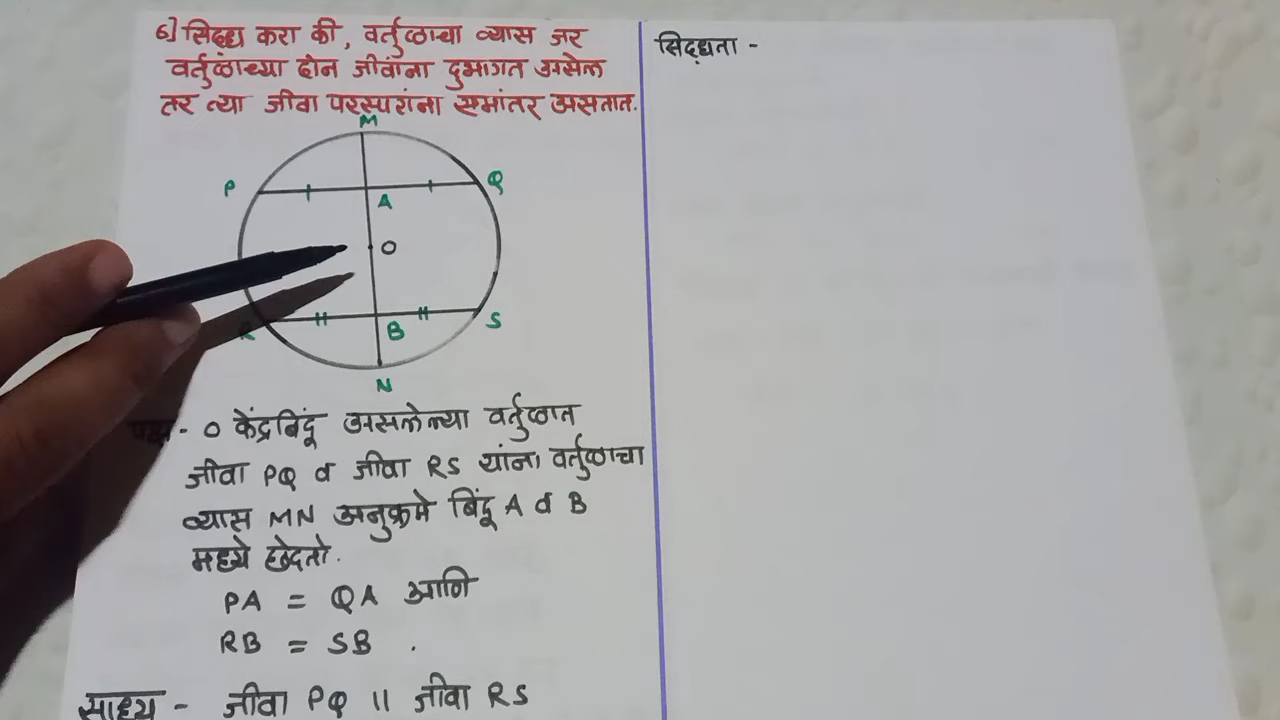 6] सिद्ध करा की, वर्तुळाचा व्यास जर
वर्तुळाच्या दोन जीवांना दुभागत असेल
तर त्या जीवा परस्परांना समांतर असतात.
M
P
Q
A
O
B
S
N
- O केंद्रबिंदू असलेल्या वर्तुळात
जीवा PQ व जीवा RS यांना वर्तुळाचा
व्यास MN अनुक्रमे बिंदू A व B
मध्ये छेदतो.
PA = QA आणि
RB = SB .
साध्य - जीवा PQ || जीवा RS
सिद्धता -